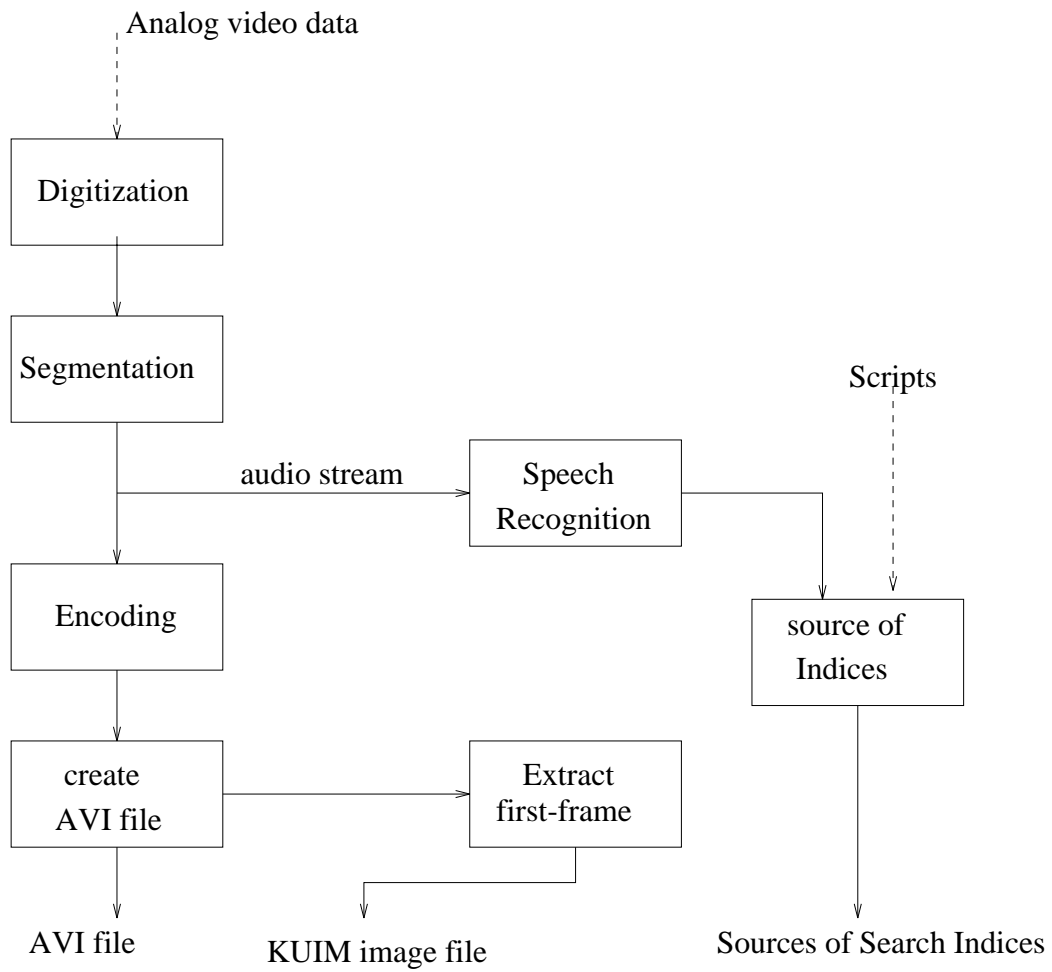 Analog video data
Digitization
Segmentation
Scripts
audio stream
Speech
Recognition
Encoding
source of
Indices
create
AVI file
Extract
first-frame
AVI file
KUIM image file
Sources of Search Indices